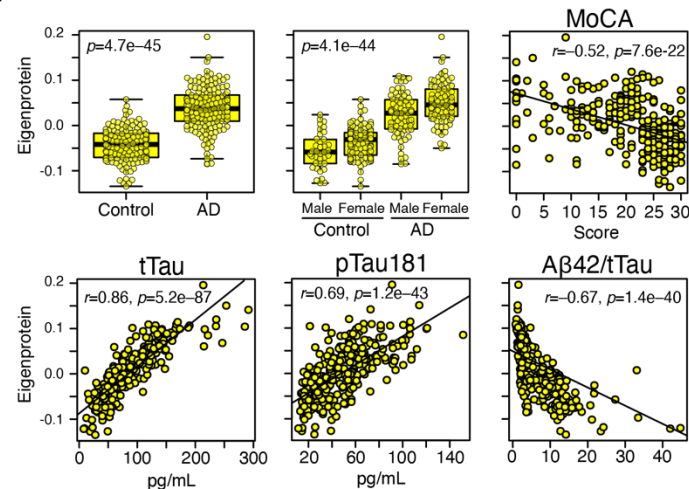 MoCA
0.2
0.1
0.0
-0.1
Eigenprotein
p=4.7e–45
Control
AD
p=4.1e–44
Male Female Male Female
Control
AD
r=–0.52, p=7.6e-22
0 5 10 15 20 25 30
Score
tTau
pTau181
Aβ42/tTau
0.2
0.1
0.0
-0.1
Eigenprotein
r=0.86, p=5.2e–87
0 100 200 300
pg/mL
r=0.69, p=1.2e–43
20 60 100 140
pg/mL
r=–0.67, p=1.4e–40
0 10 20 30 40